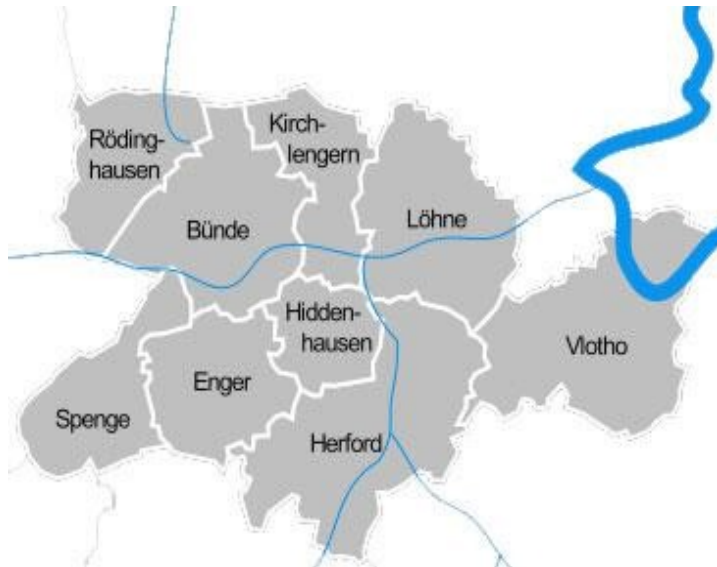 Kirch-
lengern
Röding-
hausen
Löhne
Bünde
Hidden-
hausen
Vlotho
Enger
Spenge
Herford